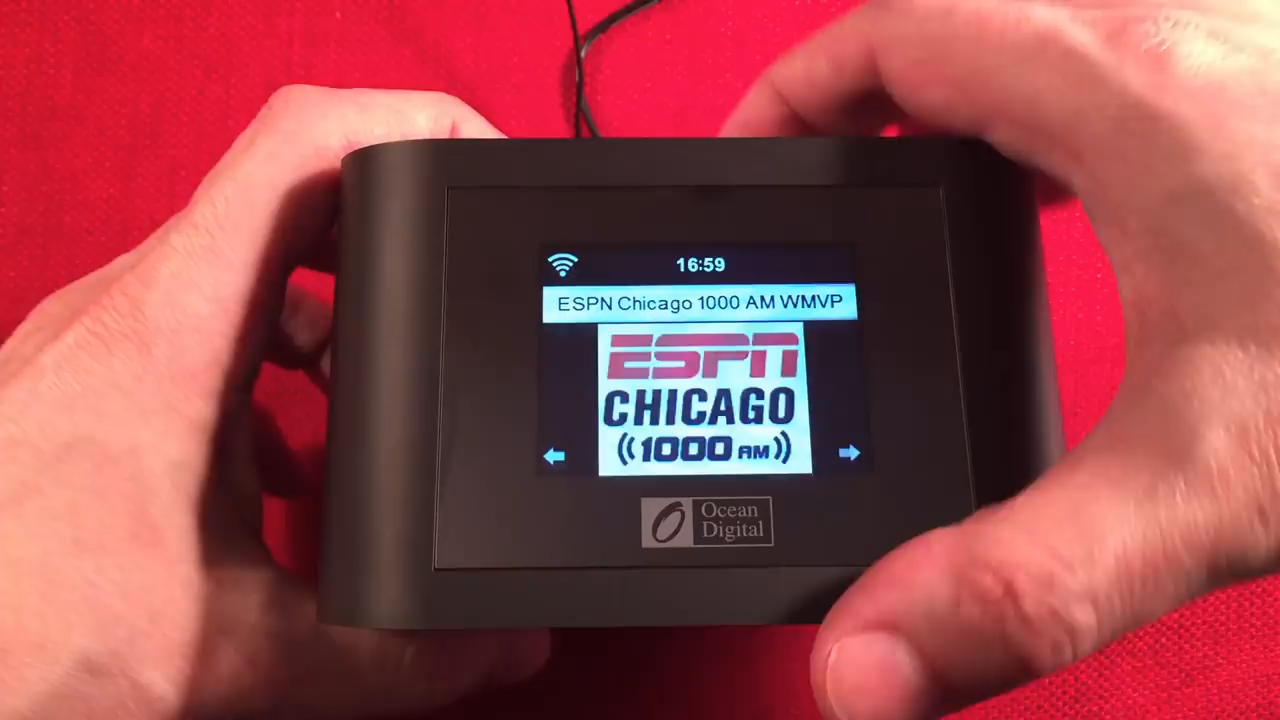 16:59
ESPN Chicago 1000 AM WMVP
ESPN
CHICAGO
1000 AM
Ocean
Digital